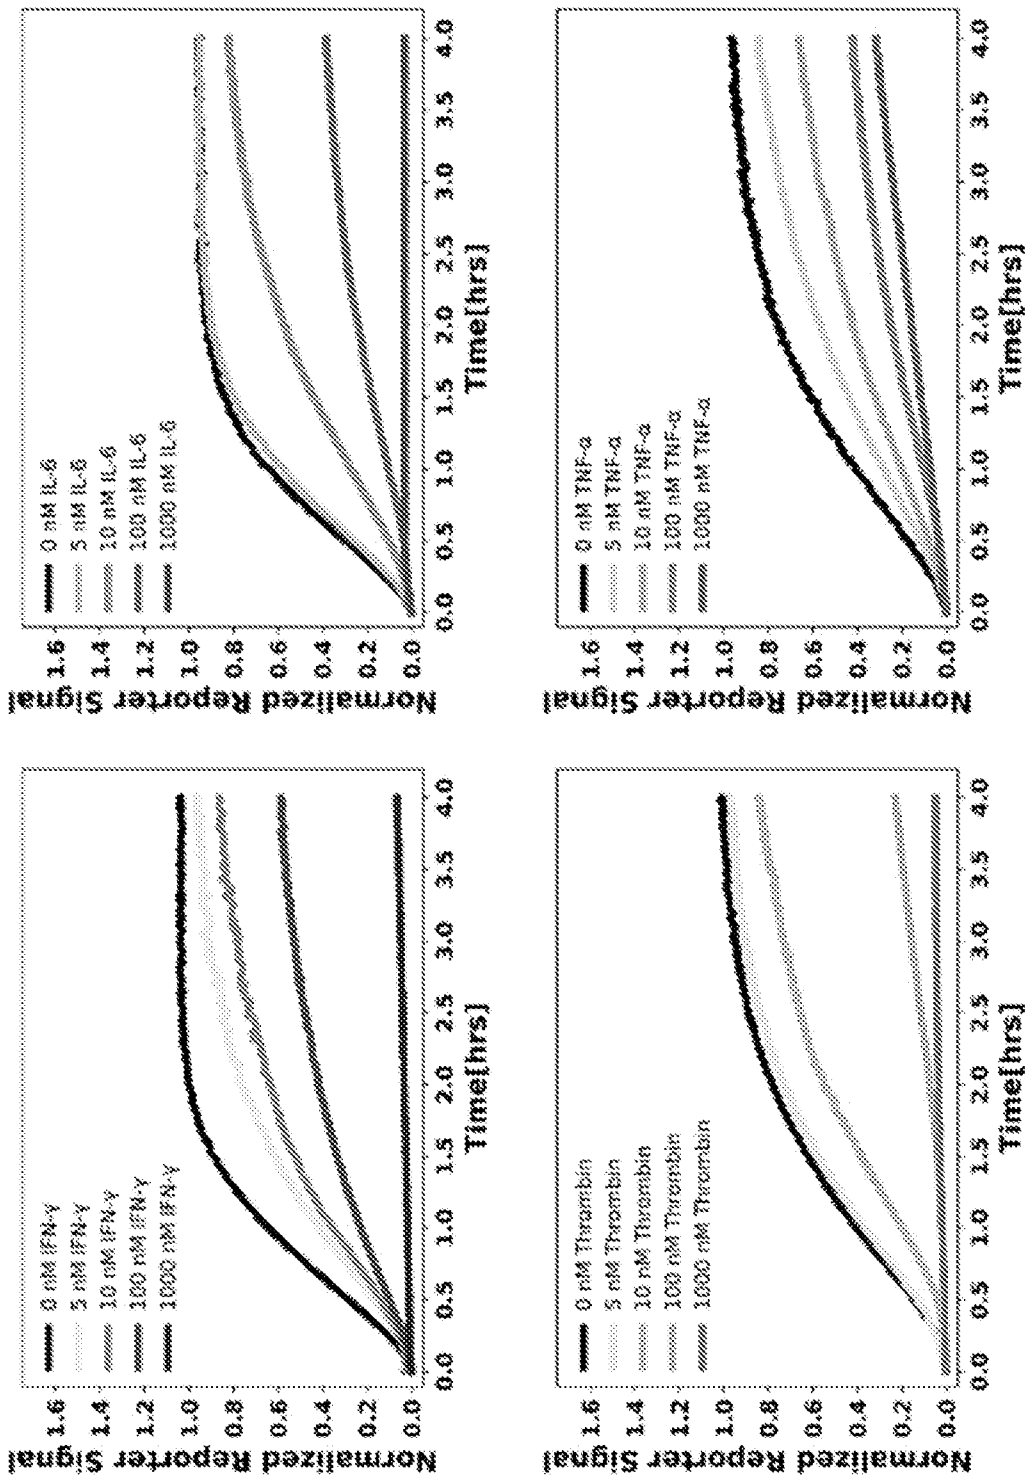 Normalized Reporter Signal
1.6
1.4
1.2
1.0
0.8
0.6
0.4
0.2
0.0
0 nM IFN-γ
5 nM IFN-γ
10 nM IFN-γ
100 nM IFN-γ
1000 nM IFN-γ
0.0 0.5 1.0 1.5 2.0 2.5 3.0 3.5 4.0
Time[hrs]
Normalized Reporter Signal
1.6
1.4
1.2
1.0
0.8
0.6
0.4
0.2
0.0
0 nM Thrombin
5 nM Thrombin
10 nM Thrombin
100 nM Thrombin
1000 nM Thrombin
0.0 0.5 1.0 1.5 2.0 2.5 3.0 3.5 4.0
Time[hrs]
Normalized Reporter Signal
1.6
1.4
1.2
1.0
0.8
0.6
0.4
0.2
0.0
0 nM IL-6
5 nM IL-6
10 nM IL-6
100 nM IL-6
1000 nM IL-6
0.0 0.5 1.0 1.5 2.0 2.5 3.0 3.5 4.0
Time[hrs]
Normalized Reporter Signal
1.6
1.4
1.2
1.0
0.8
0.6
0.4
0.2
0.0
0 nM TNF-α
5 nM TNF-α
10 nM TNF-α
100 nM TNF-α
1000 nM TNF-α
0.0 0.5 1.0 1.5 2.0 2.5 3.0 3.5 4.0
Time[hrs]